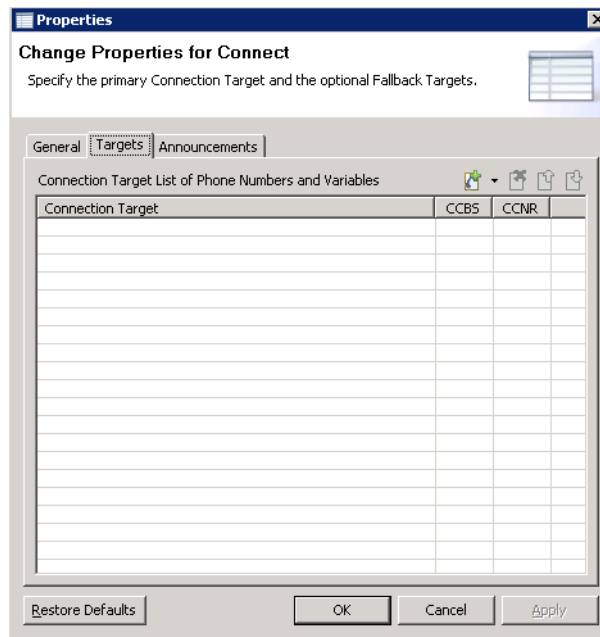 Properties
Change Properties for Connect
Specify the primary Connection Target and the optional Fallback Targets.
General Targets Announcements
Connection Target List of Phone Numbers and Variables
Connection Target CCBS CCNR
Restore Defaults OK Cancel Apply